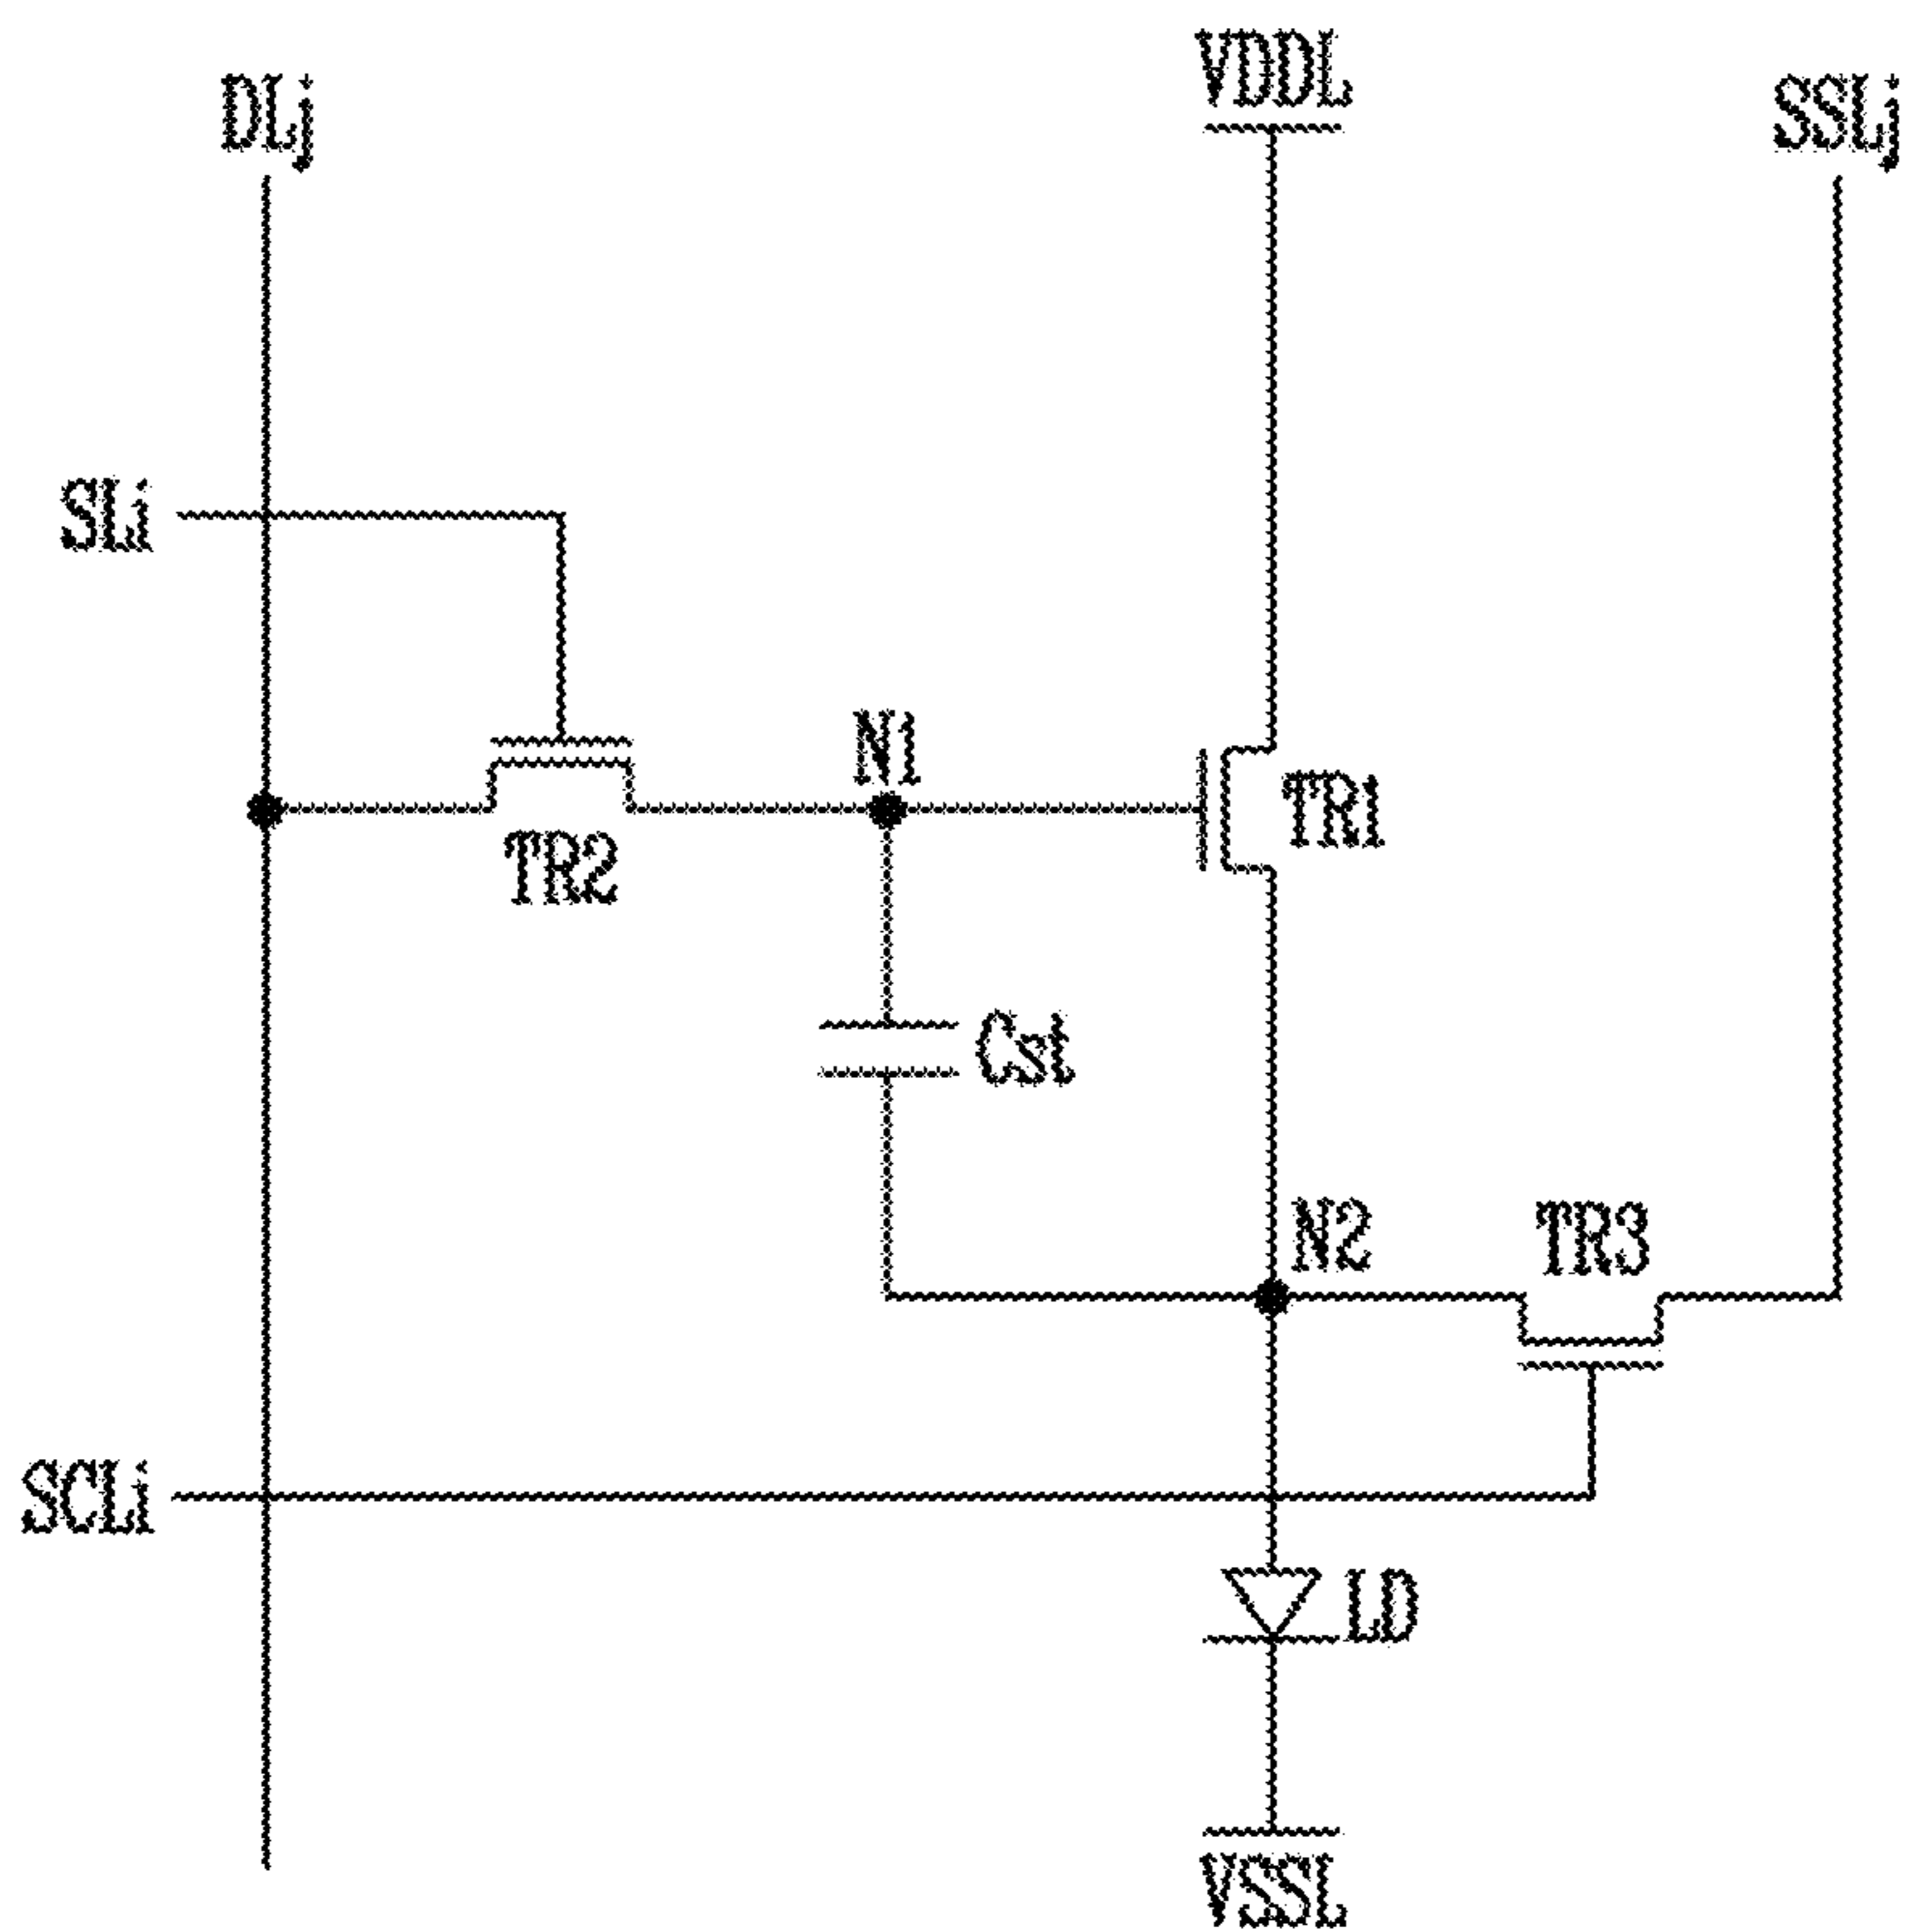 VDDL
DLj
SSLj
SLi
N1
TR1
TR2
Cst
N2
TR3
SCLi
LD
VSSL